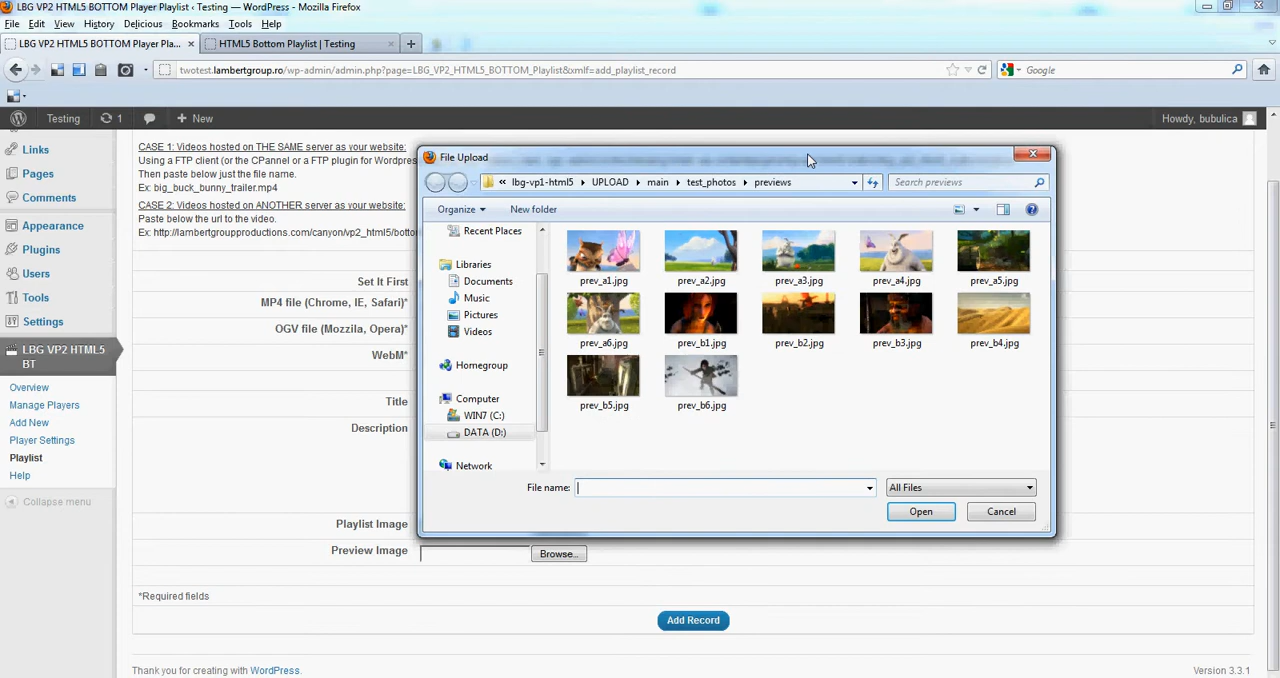 LBG VP2 HTML5 BOTTOM Player Playlist ‹ Testing — WordPress - Mozilla Firefox
File Edit View History Delicious Bookmarks Tools Help
LBG VP2 HTML5 BOTTOM Player Pla... × HTML5 Bottom Playlist | Testing × +
twotest.lambertgroup.ro/wp-admin/admin.php?page=LBG_VP2_HTML5_BOTTOM_Playlist&xmlf=add_playlist_record
Google
Testing 1 + New Howdy, bubulica
Links
Pages
Comments
Appearance
Plugins
Users
Tools
Settings
LBG VP2 HTML5
BT
Overview
Manage Players
Add New
Player Settings
Playlist
Help
Collapse menu
CASE 1: Videos hosted on THE SAME server as your website:
Using a FTP client (or the CPannel or a FTP plugin for Wordpres
Then paste below just the file name.
Ex: big_buck_bunny_trailer.mp4
CASE 2: Videos hosted on ANOTHER server as your website:
Paste below the url to the video.
Ex: http://lambertgroupproductions.com/canyon/vp2_html5/botto
Set It First
MP4 file (Chrome, IE, Safari)*
OGV file (Mozzila, Opera)*
WebM*
Title
Description
Playlist Image
Preview Image Browse..
*Required fields
Add Record
Thank you for creating with WordPress. Version 3.3.1
File Upload
« lbg-vp1-html5 UPLOAD main test_photos previews Search previews
Organize New folder
Recent Places
Libraries
Documents
Music
Pictures
Videos
Homegroup
Computer
WIN7 (C:)
DATA (D:)
Network
prev_a1.jpg prev_a2.jpg prev_a3.jpg prev_a4.jpg prev_a5.jpg
prev_a6.jpg prev_b1.jpg prev_b2.jpg prev_b3.jpg prev_b4.jpg
prev_b5.jpg prev_b6.jpg
File name: All Files
Open Cancel